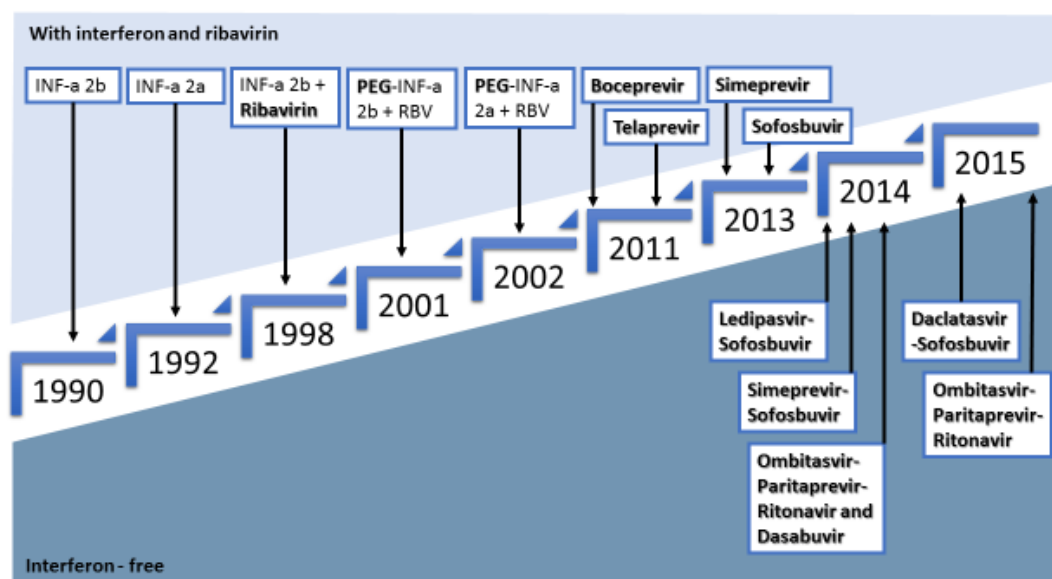 With interferon and ribavirin
INF-a 2b
INF-a 2a
INF-a 2b +
Ribavirin
PEG-INF-a
2b + RBV
PEG-INF-a
2a + RBV
Boceprevir
Telaprevir
Simeprevir
Sofosbuvir
1990
1992
1998
2001
2002
2011
2013
2014
2015
Ledipasvir-
Sofosbuvir
Simeprevir-
Sofosbuvir
Ombitasvir-
Paritaprevir-
Ritonavir and
Dasabuvir
Daclatasvir
-Sofosbuvir
Ombitasvir-
Paritaprevir-
Ritonavir
Interferon - free